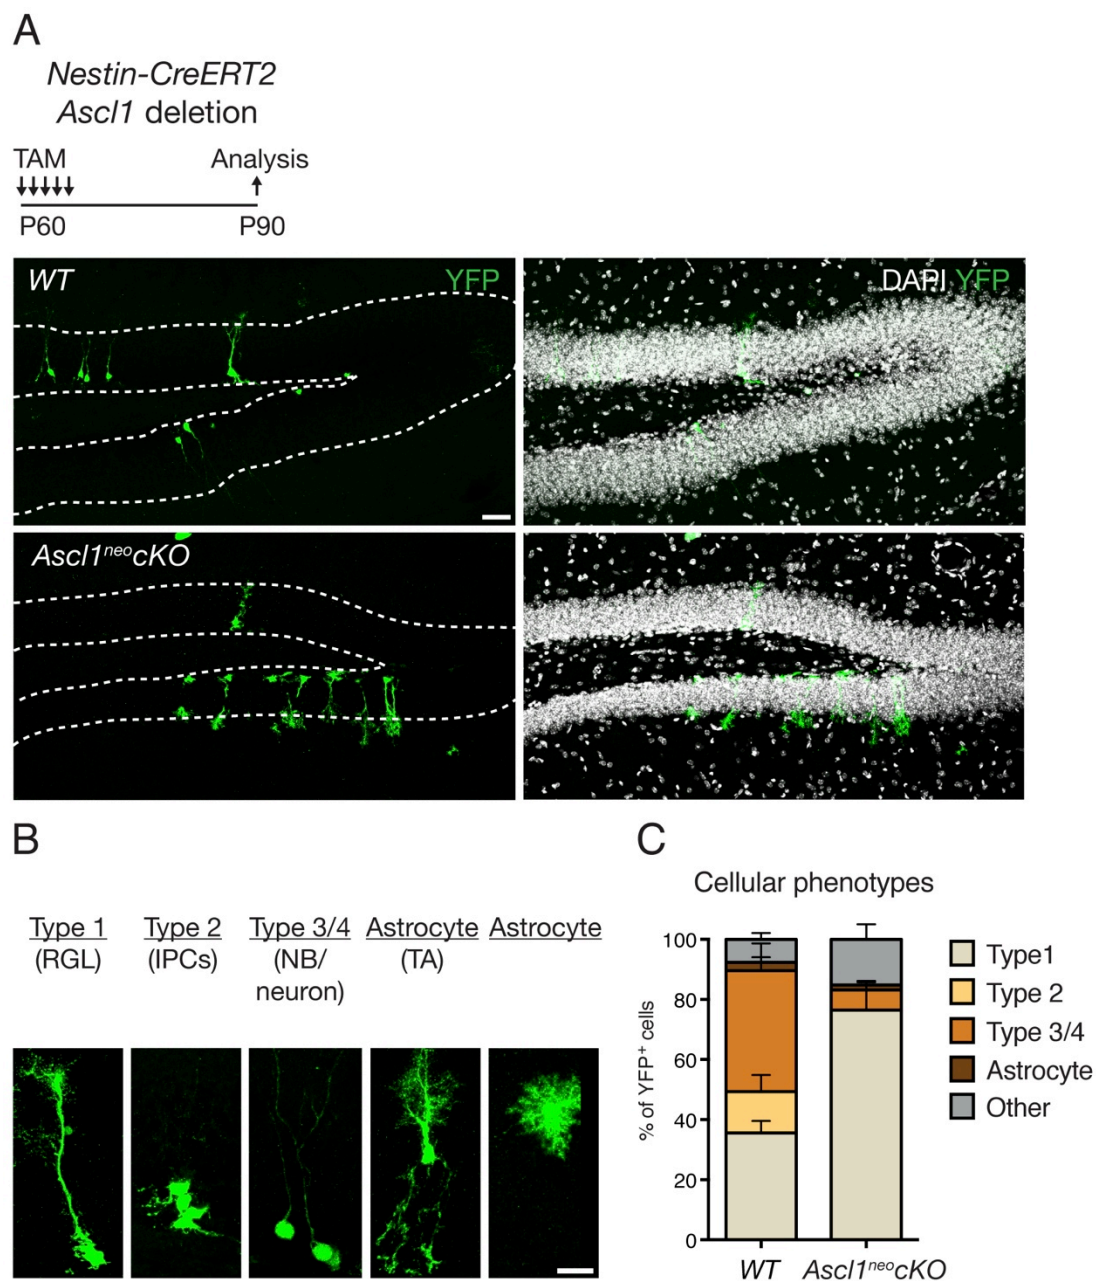 A
Nestin-CreERT2
Ascl1 deletion
TAM Analysis
P60 P90
WT YFP DAPI YFP
Ascl1neocKO
B
Type 1 Type 2 Type 3/4 Astrocyte Astrocyte
(RGL) (IPCs) (NB/ (TA)
neuron)
C
Cellular phenotypes
% of YFP+ cells
100
80
60
40
20
0
WT Ascl1neocKO
Type1
Type 2
Type 3/4
Astrocyte
Other